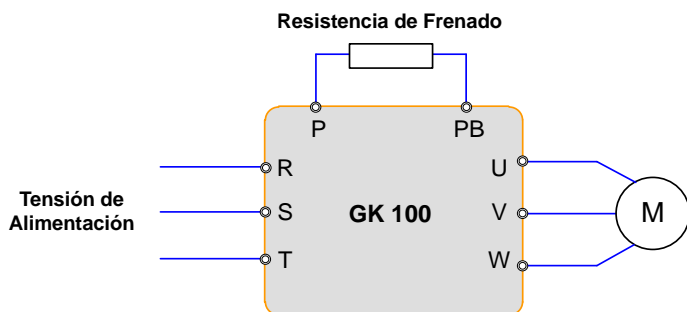 Resistencia de Frenado
P
PB
R
U
Tensión de
Alimentación
S
GK 100
V
M
T
W